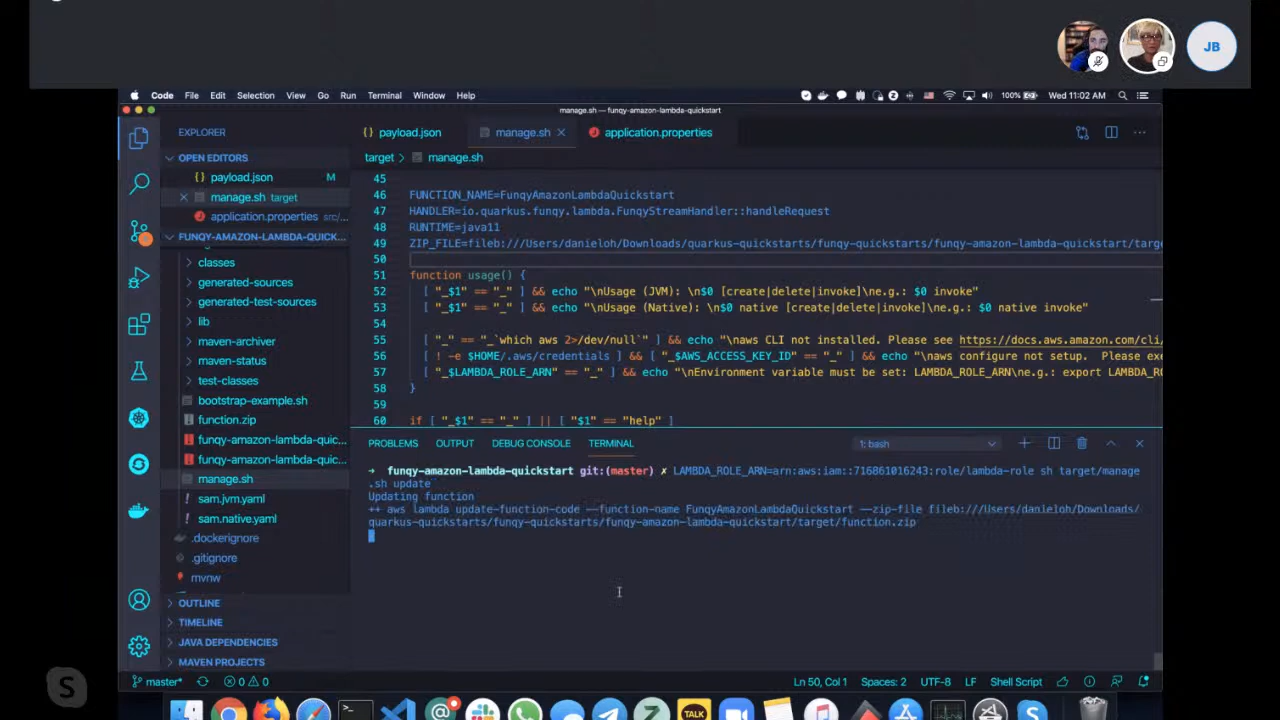 JB
Code File Edit Selection View Go Run Terminal Window Help
100% Wed 11:02 AM
manage.sh — funqy-amazon-lambda-quickstart
EXPLORER
{} payload.json
manage.sh
application.properties
OPEN EDITORS
target > manage.sh
{} payload.json M
manage.sh target
application.properties src/...
FUNQY-AMAZON-LAMBDA-QUICK...
classes
generated-sources
generated-test-sources
lib
maven-archiver
maven-status
test-classes
bootstrap-example.sh
function.zip
funqy-amazon-lambda-quic...
funqy-amazon-lambda-quic...
manage.sh
! sam.jvm.yaml
! sam.native.yaml
.dockerignore
.gitignore
mvnw
OUTLINE
TIMELINE
JAVA DEPENDENCIES
MAVEN PROJECTS
45
46 FUNCTION_NAME=FunqyAmazonLambdaQuickstart
47 HANDLER=io.quarkus.funqy.lambda.FunqyStreamHandler::handleRequest
48 RUNTIME=java11
49 ZIP_FILE=fileb:///Users/danieloh/Downloads/quarkus-quickstarts/funqy-quickstarts/funqy-amazon-lambda-quickstart/targe
50
51 function usage() {
52 [ "_$1" == "_" ] && echo "\nUsage (JVM): \n$0 [create|delete|invoke]\ne.g.: $0 invoke"
53 [ "_$1" == "_" ] && echo "\nUsage (Native): \n$0 native [create|delete|invoke]\ne.g.: $0 native invoke"
54
55 [ "_" == "_`which aws 2>/dev/null`" ] && echo "\naws CLI not installed. Please see https://docs.aws.amazon.com/cli/
56 [ ! -e $HOME/.aws/credentials ] && [ "_$AWS_ACCESS_KEY_ID" == "_" ] && echo "\naws configure not setup.  Please exe
57 [ "_$LAMBDA_ROLE_ARN" == "_" ] && echo "\nEnvironment variable must be set: LAMBDA_ROLE_ARN\ne.g.: export LAMBDA_RO
58 }
59
60 if [ "_$1" == "_" ] || [ "$1" == "help" ]
PROBLEMS OUTPUT DEBUG CONSOLE TERMINAL 1: bash
➜ funqy-amazon-lambda-quickstart git:(master) ✗ LAMBDA_ROLE_ARN=arn:aws:iam::716861016243:role/lambda-role sh target/manage
.sh update
Updating function
++ aws lambda update-function-code --function-name FunqyAmazonLambdaQuickstart --zip-file fileb:///Users/danieloh/Downloads/
quarkus-quickstarts/funqy-quickstarts/funqy-amazon-lambda-quickstart/target/function.zip
master* 0 0 Ln 50, Col 1 Spaces: 2 UTF-8 LF Shell Script
S
TALK